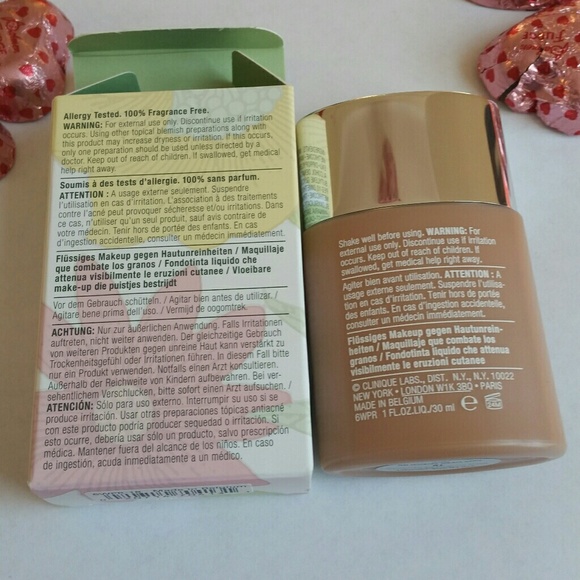 Allergy Tested. 100% Fragrance Free.
WARNING: For external use only. Discontinue use if irritation
occurs. Using other topical blemish preparations along with
this product may increase dryness or irritation. If this occurs,
only one preparation should be used unless directed by a
doctor. Keep out of reach of children. If swallowed, get medical
help right away.
Soumis à des tests d'allergie. 100% sans parfum.
ATTENTION : A usage externe seulement. Suspendre
l'utilisation en cas d'irritation. L'association à des traitements
contre l'acné peut provoquer sécheresse et/ou irritations. Dans
ce cas, n'utiliser qu'un seul produit, sauf avis contraire de
votre médecin. Tenir hors de portée des enfants. En cas
d'ingestion accidentelle, consulter un médecin immédiatement.
Flüssiges Makeup gegen Hautunreinheiten / Maquillaje
que combate los granos / Fondotinta liquido che
attenua visibilmente le eruzioni cutanee / Vloeibare
make-up die puistjes bestrijdt
Vor dem Gebrauch schütteln. / Agitar bien antes de utilizar. /
Agitare bene prima dell'uso. / Vermijd de oogomtrek.
ACHTUNG: Nur zur äußerlichen Anwendung. Falls Irritationen
auftreten, nicht weiter anwenden. Der gleichzeitige Gebrauch
von weiteren Produkten gegen unreine Haut kann verstärkt zu
Trockenheitsgefühl oder Irritationen führen. In diesem Fall bitte
nur ein Produkt verwenden. Notfalls einen Arzt konsultieren.
Außerhalb der Reichweite von Kindern aufbewahren. Bei ver-
sehentlichem Verschlucken, bitte sofort einen Arzt aufsuchen. /
ATENCIÓN: Sólo para uso externo. Interrumpir su uso si se
produce irritación. Usar otras preparaciones tópicas antiacné
con este producto podría producer sequedad o irritación. Si
esto ocurre, debería usar sólo un producto, salvo prescripción
médica. Mantener fuera del alcance de los niños. En caso
de ingestión, acuda inmediatamente a un médico.
Shake well before using. WARNING: For
external use only. Discontinue use if irritation
occurs. Keep out of reach of children. If
swallowed, get medical help right away.
Agiter bien avant utilisation. ATTENTION : A
usage externe seulement. Suspendre l'utilisa-
tion en cas d'irritation. Tenir hors de portée
des enfants. En cas d'ingestion accidentelle,
consulter un médecin immédiatement.
Flüssiges Makeup gegen Hautunrein-
heiten / Maquillaje que combate los
granos / Fondotinta liquido che attenua
visibilmente le eruzioni cutanee
© CLINIQUE LABS., DIST. N.Y., N.Y. 10022
NEW YORK • LONDON W1K 3BQ • PARIS
MADE IN BELGIUM
6WPR 1 FL.OZ.LIQ./30 ml ℮
24M